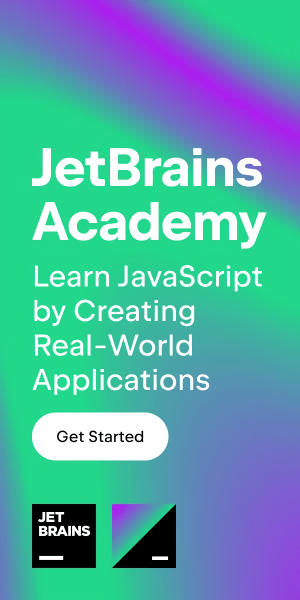 JetBrains
Academy
Learn JavaScript
by Creating
Real-World
Applications
Get Started
JET
BRAINS